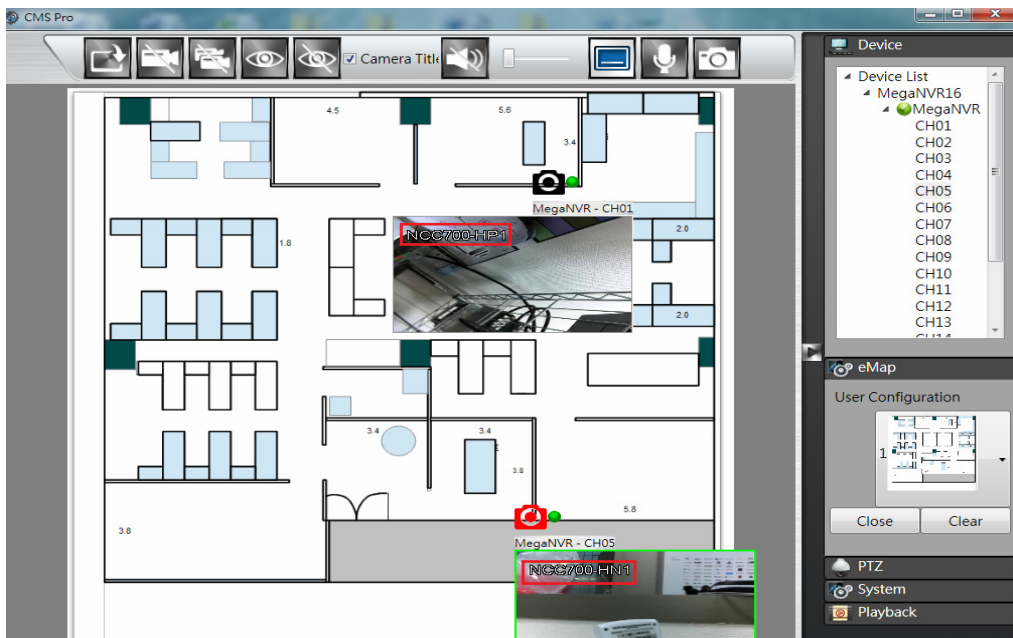 CMS Pro
Camera Title
Device
Device List
MegaNVR16
MegaNVR
CH01
CH02
CH03
CH04
CH05
CH06
CH07
CH08
CH09
CH10
CH11
CH12
CH13
CH14
eMap
User Configuration
1
Close
Clear
PTZ
System
Playback
4.5
5.6
3.4
MegaNVR - CH01
NCC700-HP1
2.0
1.8
2.0
3.4
3.4
3.8
5.8
3.8
MegaNVR - CH05
NCC700-HN1